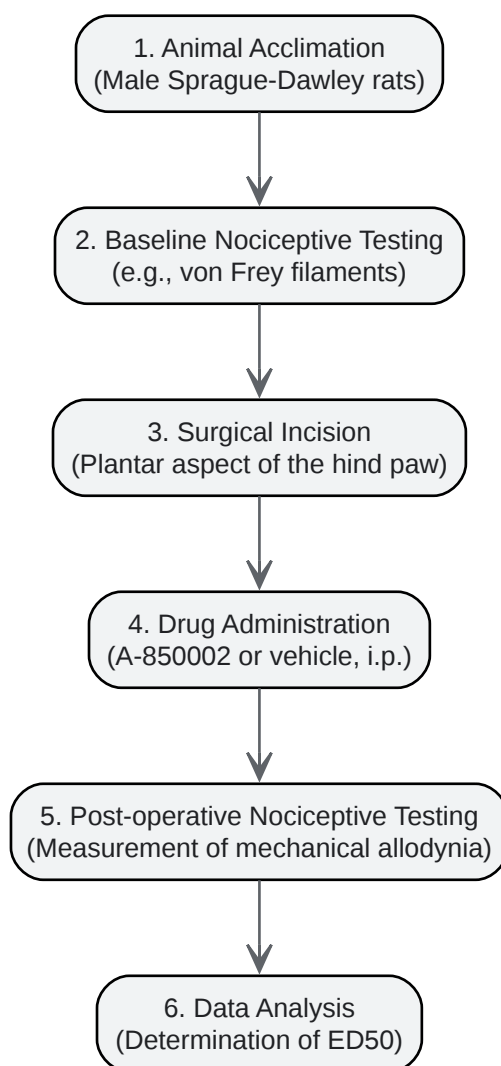 1. Animal Acclimation
(Male Sprague-Dawley rats)
2. Baseline Nociceptive Testing
(e.g., von Frey filaments)
3. Surgical Incision
(Plantar aspect of the hind paw)
4. Drug Administration
(A-850002 or vehicle, i.p.)
5. Post-operative Nociceptive Testing
(Measurement of mechanical allodynia)
6. Data Analysis
(Determination of ED50)